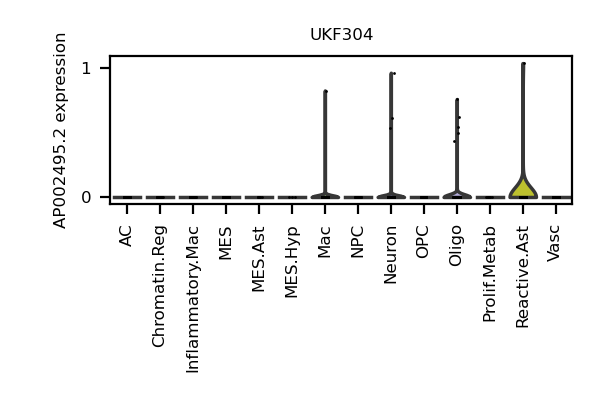 UKF304
AP002495.2 expression
1
0
AC
Chromatin.Reg
Inflammatory.Mac
MES
MES.Ast
MES.Hyp
Mac
NPC
Neuron
OPC
Oligo
Prolif.Metab
Reactive.Ast
Vasc